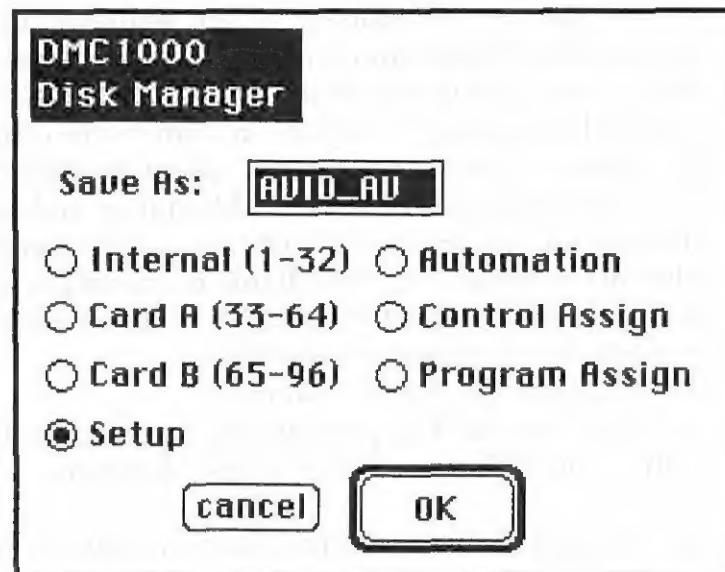 DMC1000
Disk Manager
Save As: AVID_AV
Internal (1-32) Automation
Card A (33-64) Control Assign
Card B (65-96) Program Assign
Setup
cancel OK